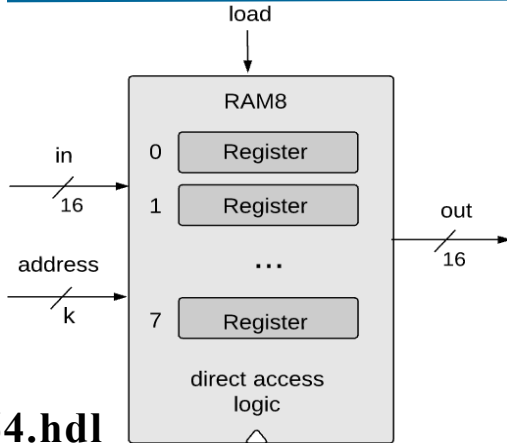 load
RAM8
in
0 Register
16
1 Register
out
address
...
16
k
7 Register
direct access
logic
4.hdl